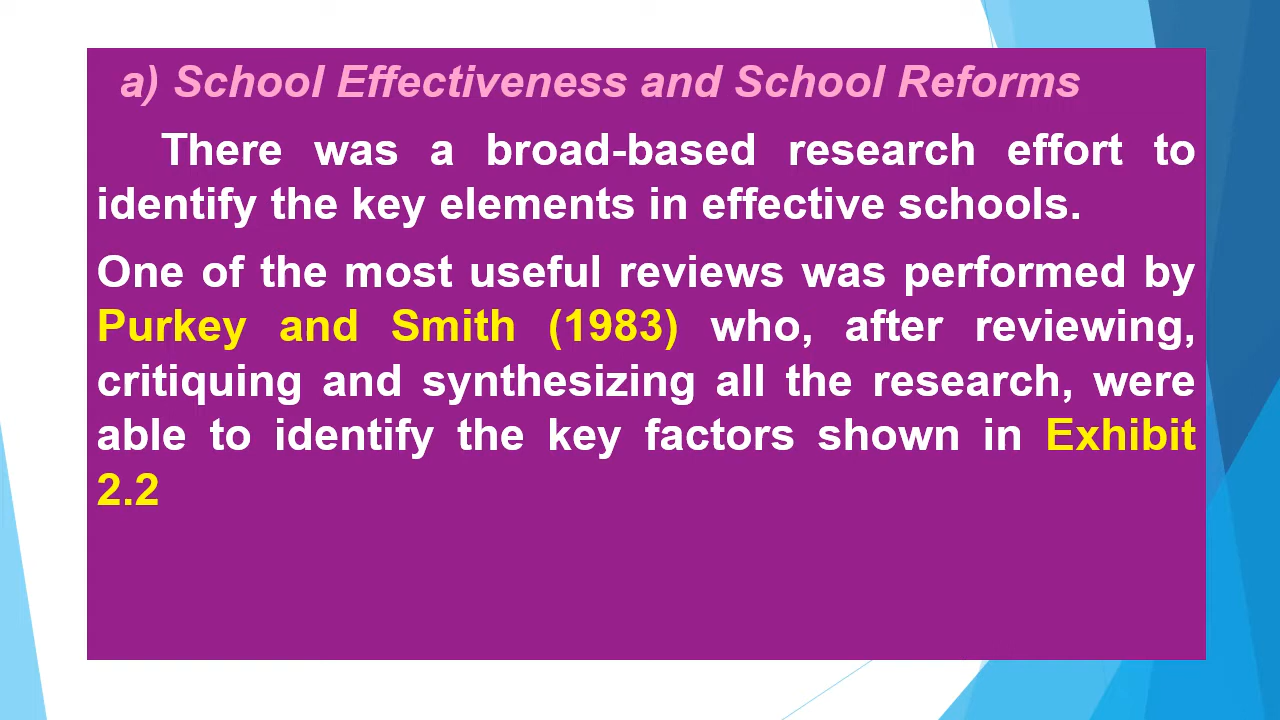 a) School Effectiveness and School Reforms
There was a broad-based research effort to
identify the key elements in effective schools.
One of the most useful reviews was performed by
Purkey and Smith (1983) who, after reviewing,
critiquing and synthesizing all the research, were
able to identify the key factors shown in Exhibit
2.2